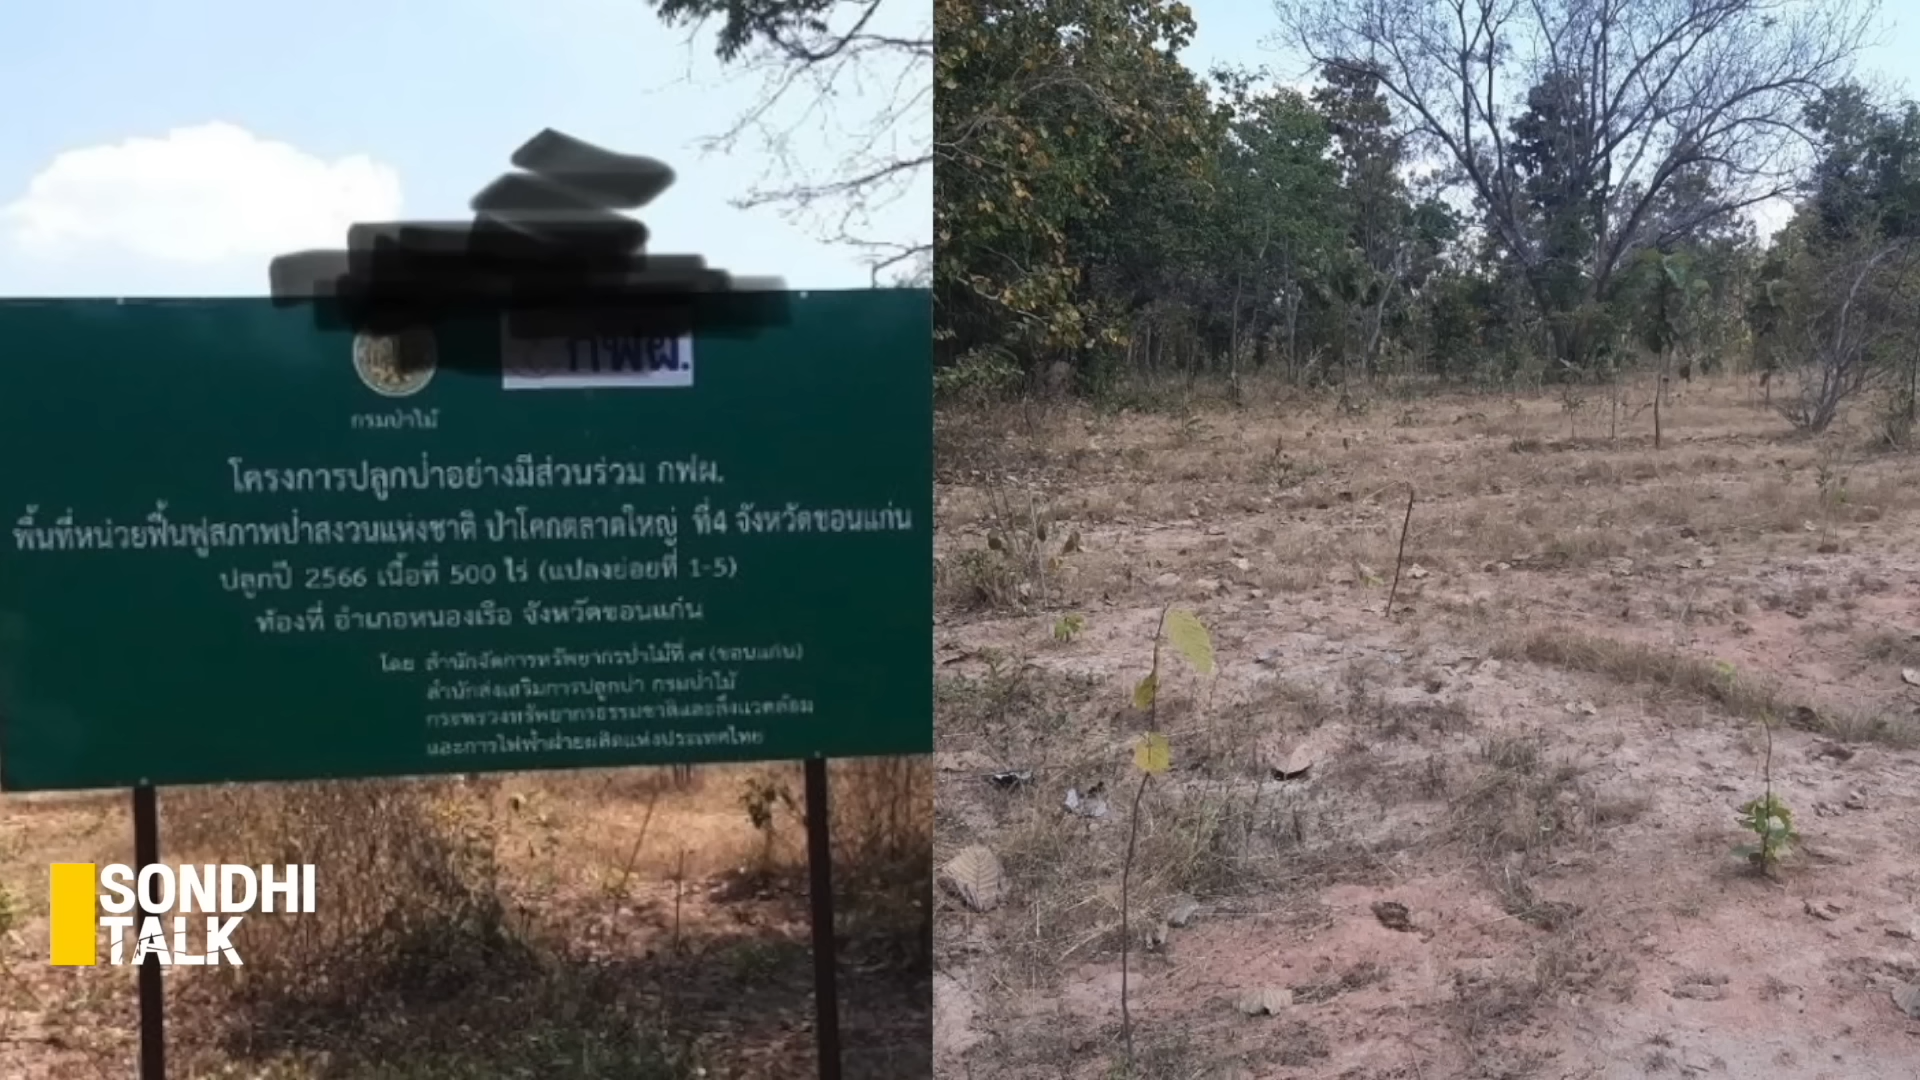 กฟผ.
กรมป่าไม้
โครงการปลูกป่าอย่างมีส่วนร่วม กฟผ.
พื้นที่หน่วยฟื้นฟูสภาพป่าสงวนแห่งชาติ ป่าโคกตลาดใหญ่ ที่4 จังหวัดขอนแก่น
ปลูกปี 2566 เนื้อที่ 500 ไร่ (แปลงย่อยที่ 1-5)
ท้องที่ อำเภอหนองเรือ จังหวัดขอนแก่น
โดย สำนักจัดการทรัพยากรป่าไม้ที่ ๗ (ขอนแก่น)
สำนักส่งเสริมการปลูกป่า กรมป่าไม้
กระทรวงทรัพยากรธรรมชาติและสิ่งแวดล้อม
และการไฟฟ้าฝ่ายผลิตแห่งประเทศไทย
SONDHI
TALK